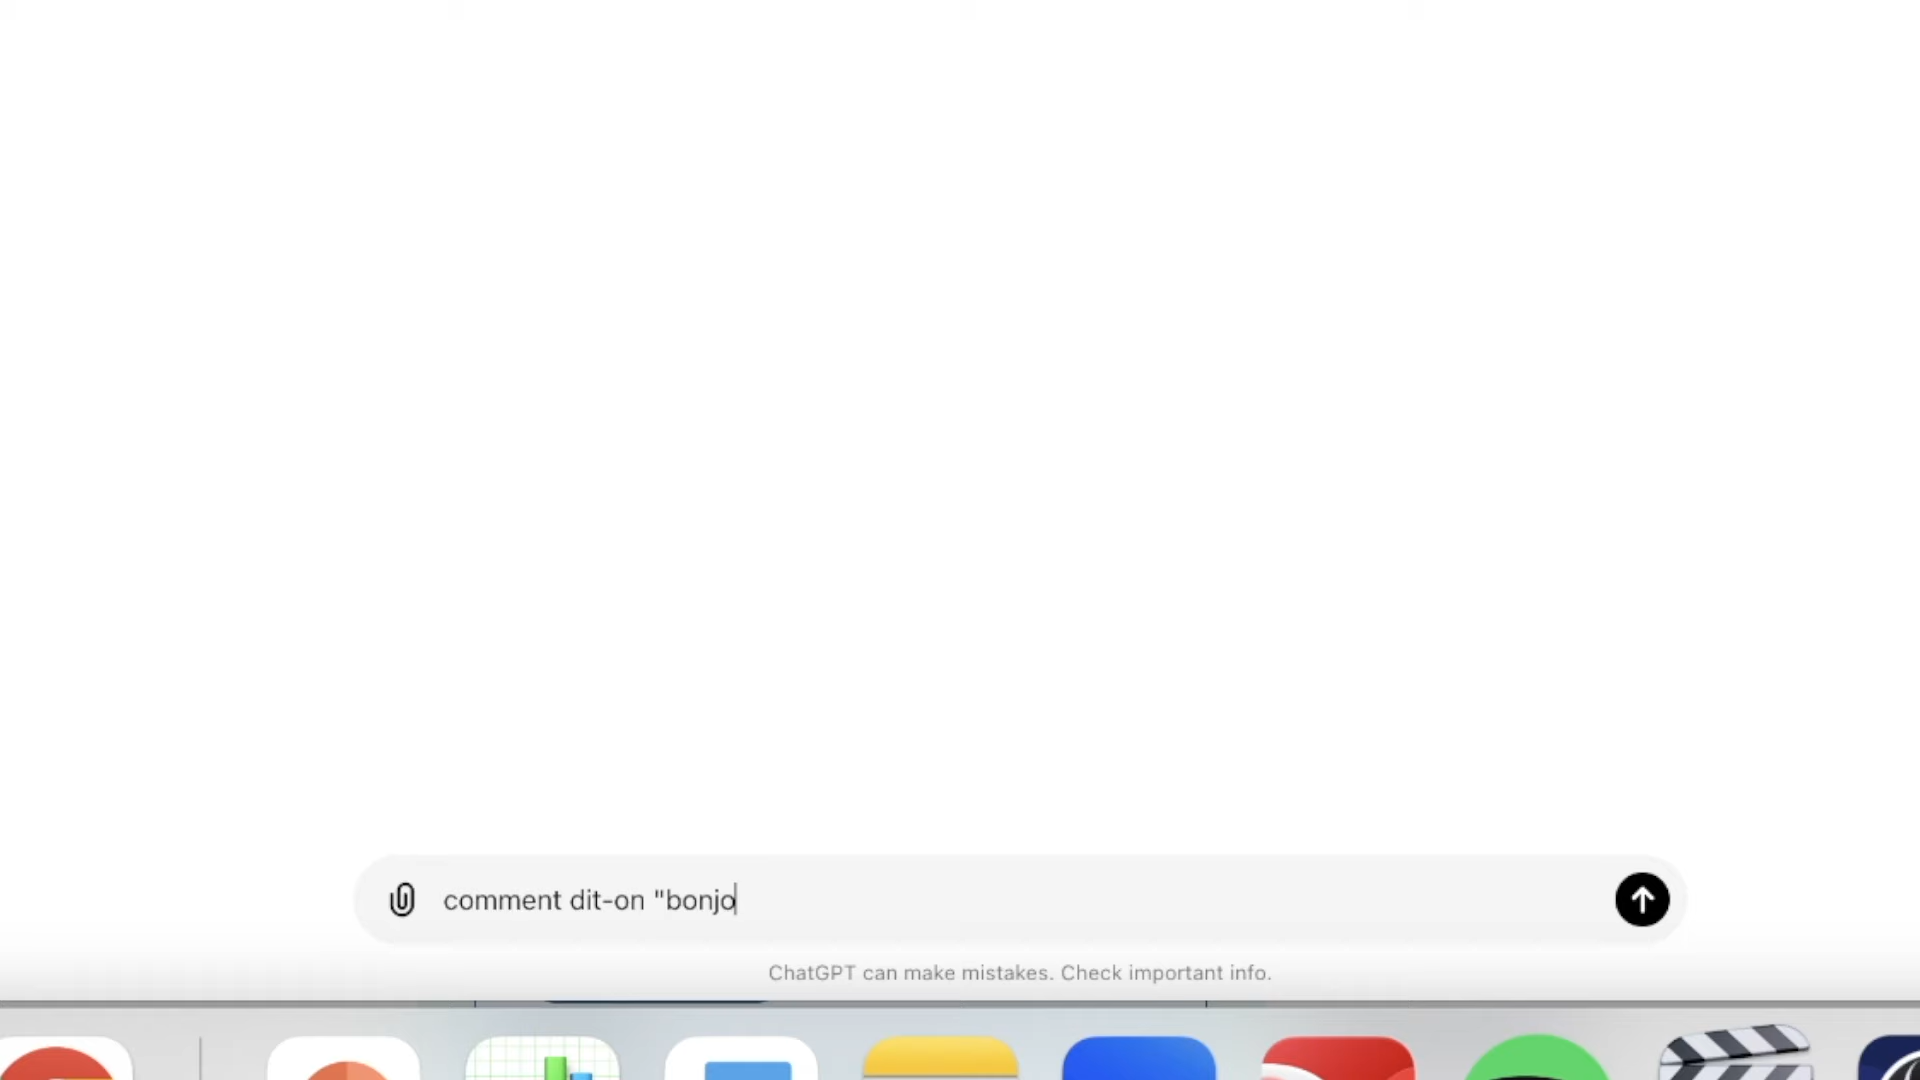 comment dit-on "bonjo
ChatGPT can make mistakes. Check important info.